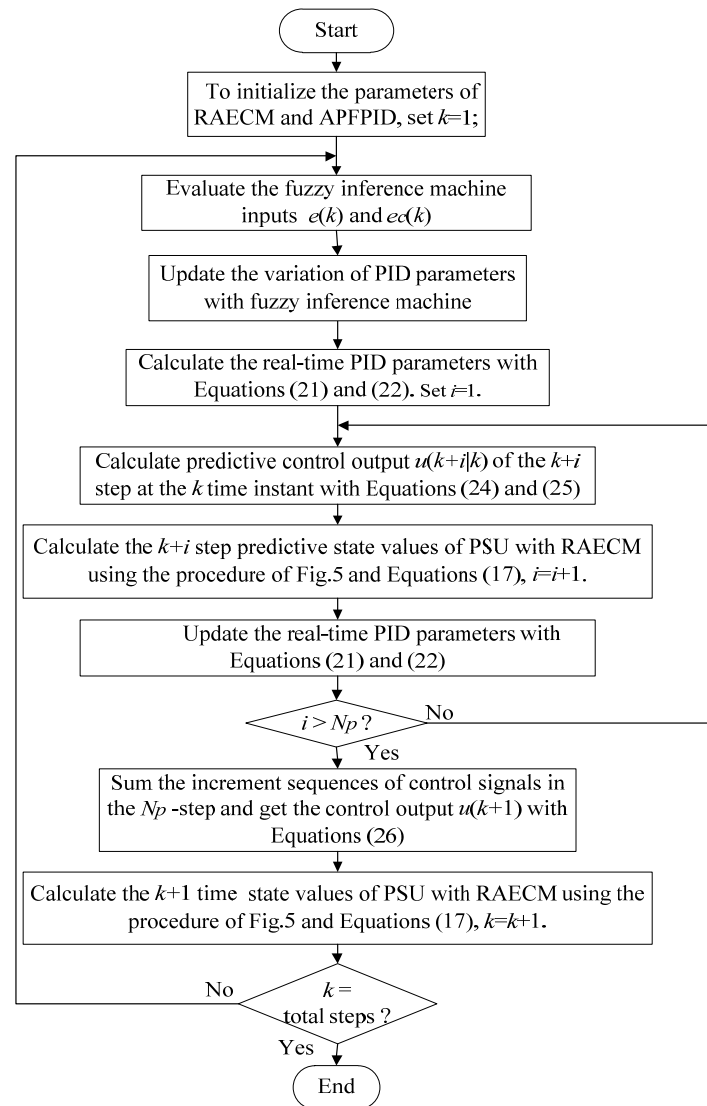 Start
To initialize the parameters of
RAECM and APFPID, set k=1;
Evaluate the fuzzy inference machine
inputs e(k) and ec(k)
Update the variation of PID parameters
with fuzzy inference machine
Calculate the real-time PID parameters with
Equations (21) and (22). Set i=1.
Calculate predictive control output u(k+i|k) of the k+i
step at the k time instant with Equations (24) and (25)
Calculate the k+i step predictive state values of PSU with RAECM
using the procedure of Fig.5 and Equations (17), i=i+1.
Update the real-time PID parameters with
Equations (21) and (22)
i > Np ?
No
Yes
Sum the increment sequences of control signals in
the Np -step and get the control output u(k+1) with
Equations (26)
Calculate the k+1 time state values of PSU with RAECM using the
procedure of Fig.5 and Equations (17), k=k+1.
No
k =
total steps ?
Yes
End